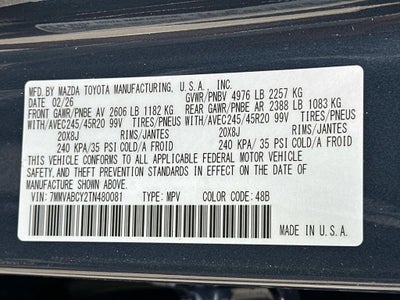 MFD. BY MAZDA TOYOTA MANUFACTURING, U.S.A., INC.
DATE 02/26 GVWR/PNBV 4976 LB 2257 KG
FRONT GAWR/PNBE AV 2606 LB 1182 KG REAR GAWR/PNBE AR 2388 LB 1083 KG
WITH/AVEC245/45R20 99V TIRES/PNEUS WITH/AVEC245/45R20 99V TIRES/PNEUS
20X8J RIMS/JANTES 20X8J RIMS/JANTES
240 KPA/35 PSI COLD/A FROID 240 KPA/35 PSI COLD/A FROID
THIS VEHICLE CONFORMS TO ALL APPLICABLE FEDERAL MOTOR VEHICLE
SAFETY, AND THEFT PREVENTION STANDARDS IN EFFECT ON THE DATE OF
MANUFACTURE SHOWN ABOVE.
VIN: 7MMVABCY2TN480081 TYPE: MPV COLOR CODE: 48B
MADE IN U.S.A.